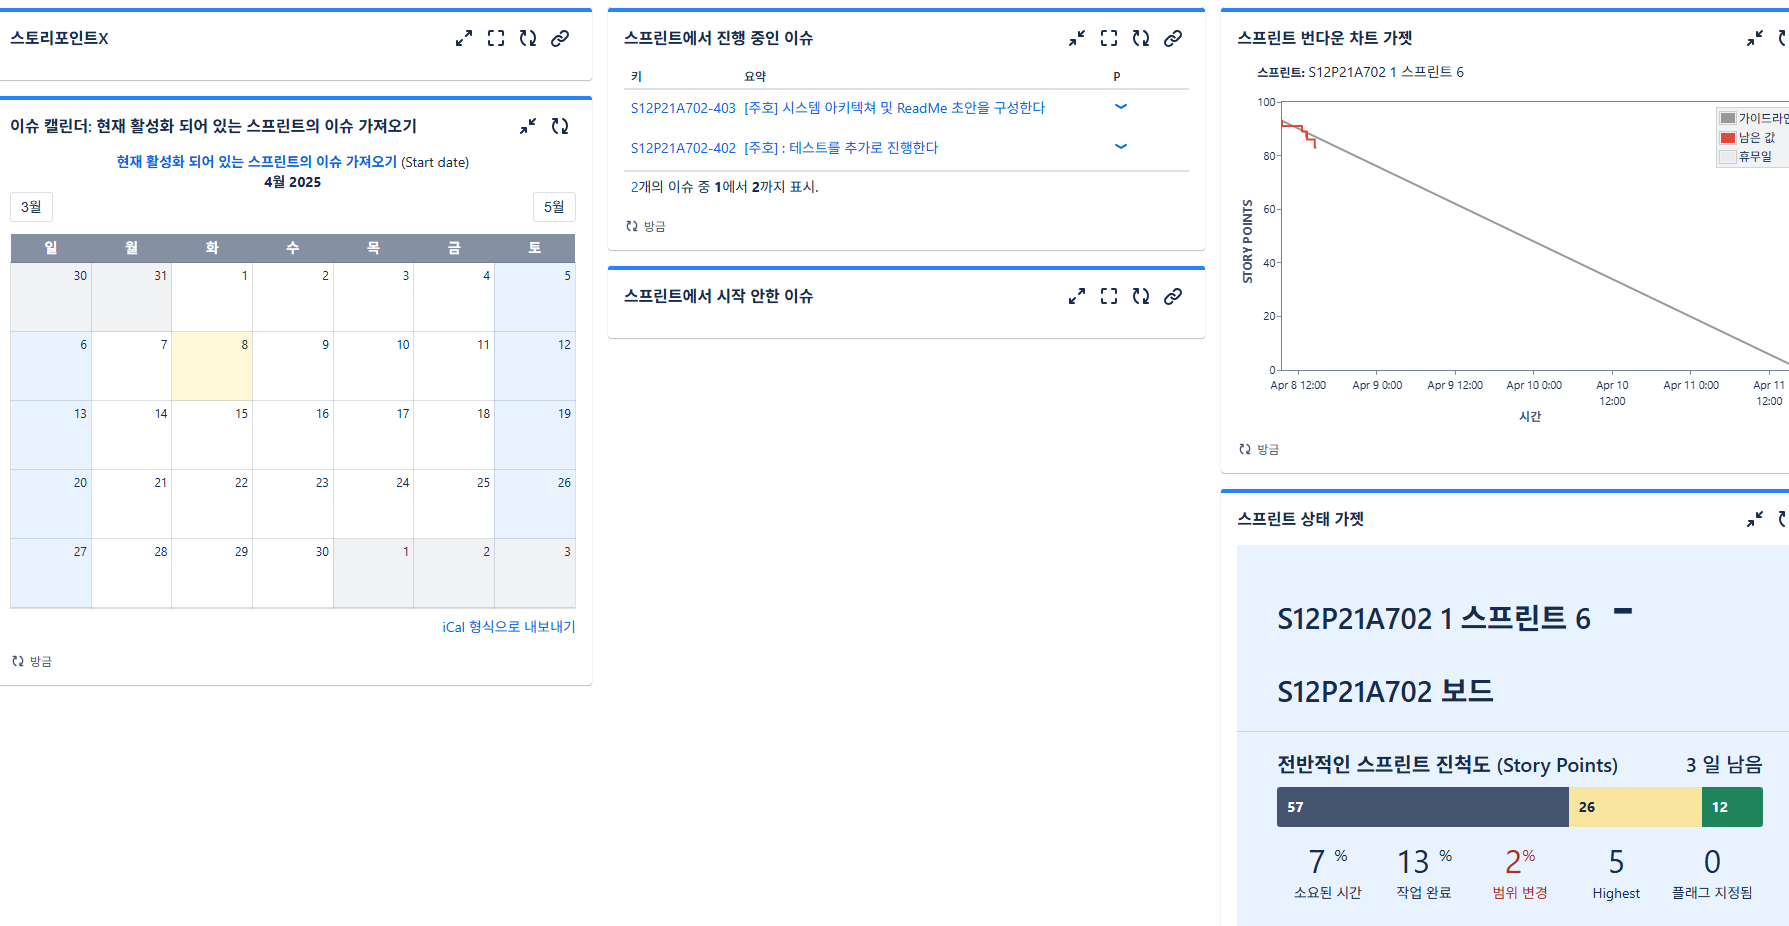 스토리포인트X
이슈 캘린더: 현재 활성화 되어 있는 스프린트의 이슈 가져오기
현재 활성화 되어 있는 스프린트의 이슈 가져오기 (Start date)
4월 2025
3월 5월
일 월 화 수 목 금 토
30 31 1 2 3 4 5
6 7 8 9 10 11 12
13 14 15 16 17 18 19
20 21 22 23 24 25 26
27 28 29 30 1 2 3
iCal 형식으로 내보내기
방금
스프린트에서 진행 중인 이슈
키 요약 P
S12P21A702-403 [주호] 시스템 아키텍쳐 및 ReadMe 초안을 구성한다
S12P21A702-402 [주호] : 테스트를 추가로 진행한다
2개의 이슈 중 1에서 2까지 표시.
방금
스프린트에서 시작 안한 이슈
스프린트 번다운 차트 가젯
스프린트: S12P21A702 1 스프린트 6
100
80
60
40
20
0
STORY POINTS
가이드라인
남은 값
휴무일
Apr 8 12:00 Apr 9 0:00 Apr 9 12:00 Apr 10 0:00 Apr 10 12:00 Apr 11 0:00 Apr 11 12:00
시간
방금
스프린트 상태 가젯
S12P21A702 1 스프린트 6
S12P21A702 보드
전반적인 스프린트 진척도 (Story Points) 3 일 남음
57 26 12
7 % 13 % 2% 5 0
소요된 시간 작업 완료 범위 변경 Highest 플래그 지정됨